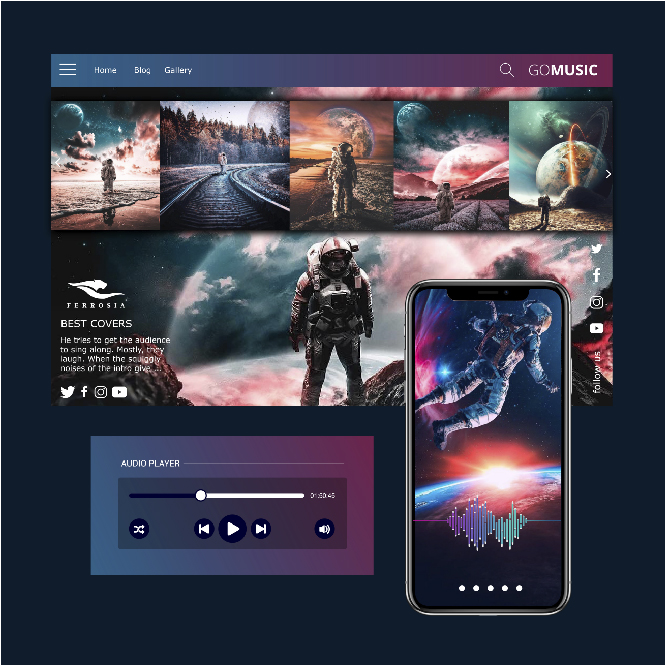 Home Blog Gallery GOMUSIC
FERROSIA
BEST COVERS
He tries to get the audience
to sing along. Mostly, they
laugh. When the squiggly
noises of the intro give ...
follow us
AUDIO PLAYER
01:50:45